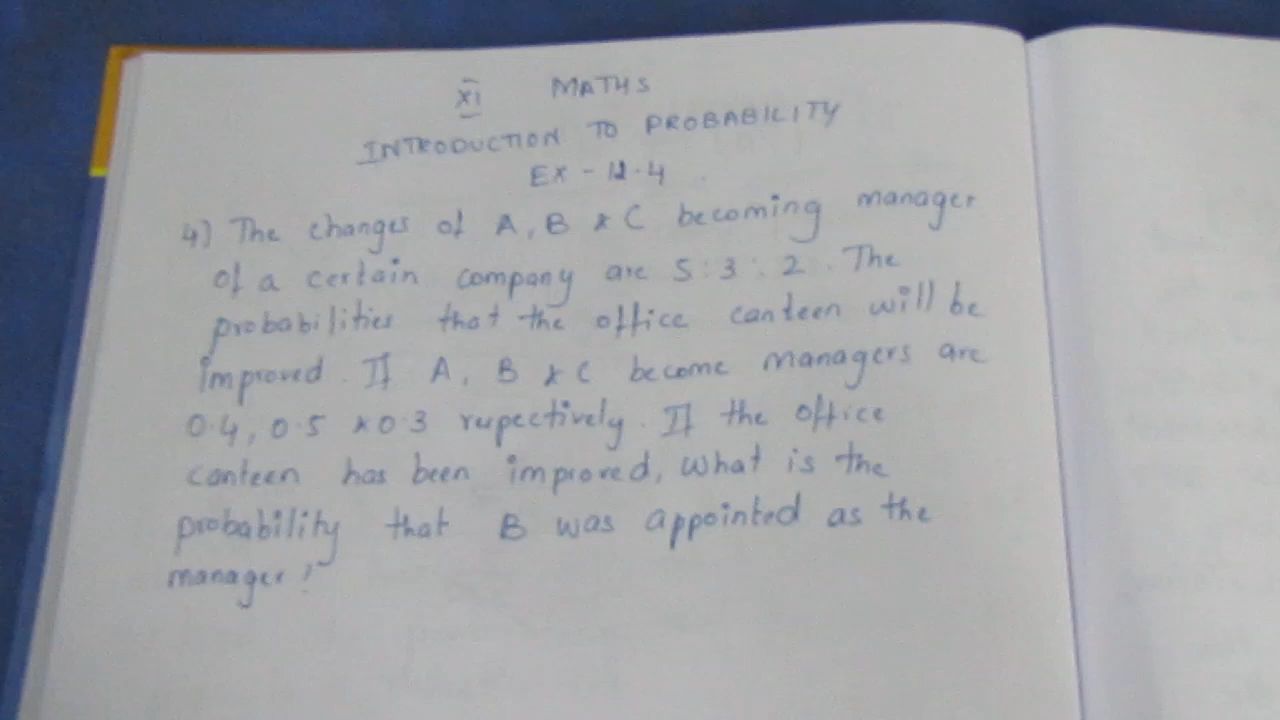 XI MATHS
INTRODUCTION TO PROBABILITY
EX - 12.4
4) The changes of A, B & C becoming manager
of a certain company are 5:3:2. The
probabilities that the office canteen will be
improved. If A, B & C become managers are
0.4, 0.5 & 0.3 rupectively. If the office
canteen has been improved, what is the
probability that B was appointed as the
manager?